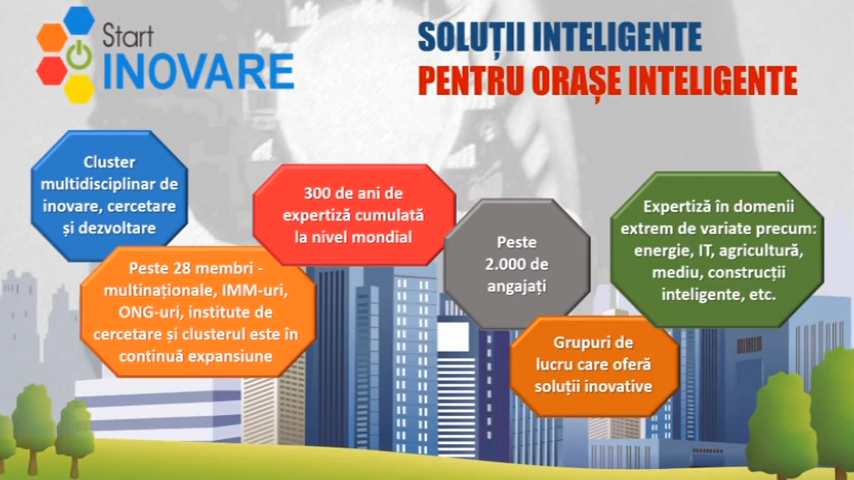 Start
INOVARE
SOLUȚII INTELIGENTE
PENTRU ORAȘE INTELIGENTE
Cluster
multidisciplinar de
inovare, cercetare
și dezvoltare
Peste 28 membri -
multinaționale, IMM-uri,
ONG-uri, institute de
cercetare și clusterul este în
continuă expansiune
300 de ani de
expertiză cumulată
la nivel mondial
Peste
2.000 de
angajați
Grupuri de
lucru care oferă
soluții inovative
Expertiză în domenii
extrem de variate precum:
energie, IT, agricultură,
mediu, construcții
inteligente, etc.